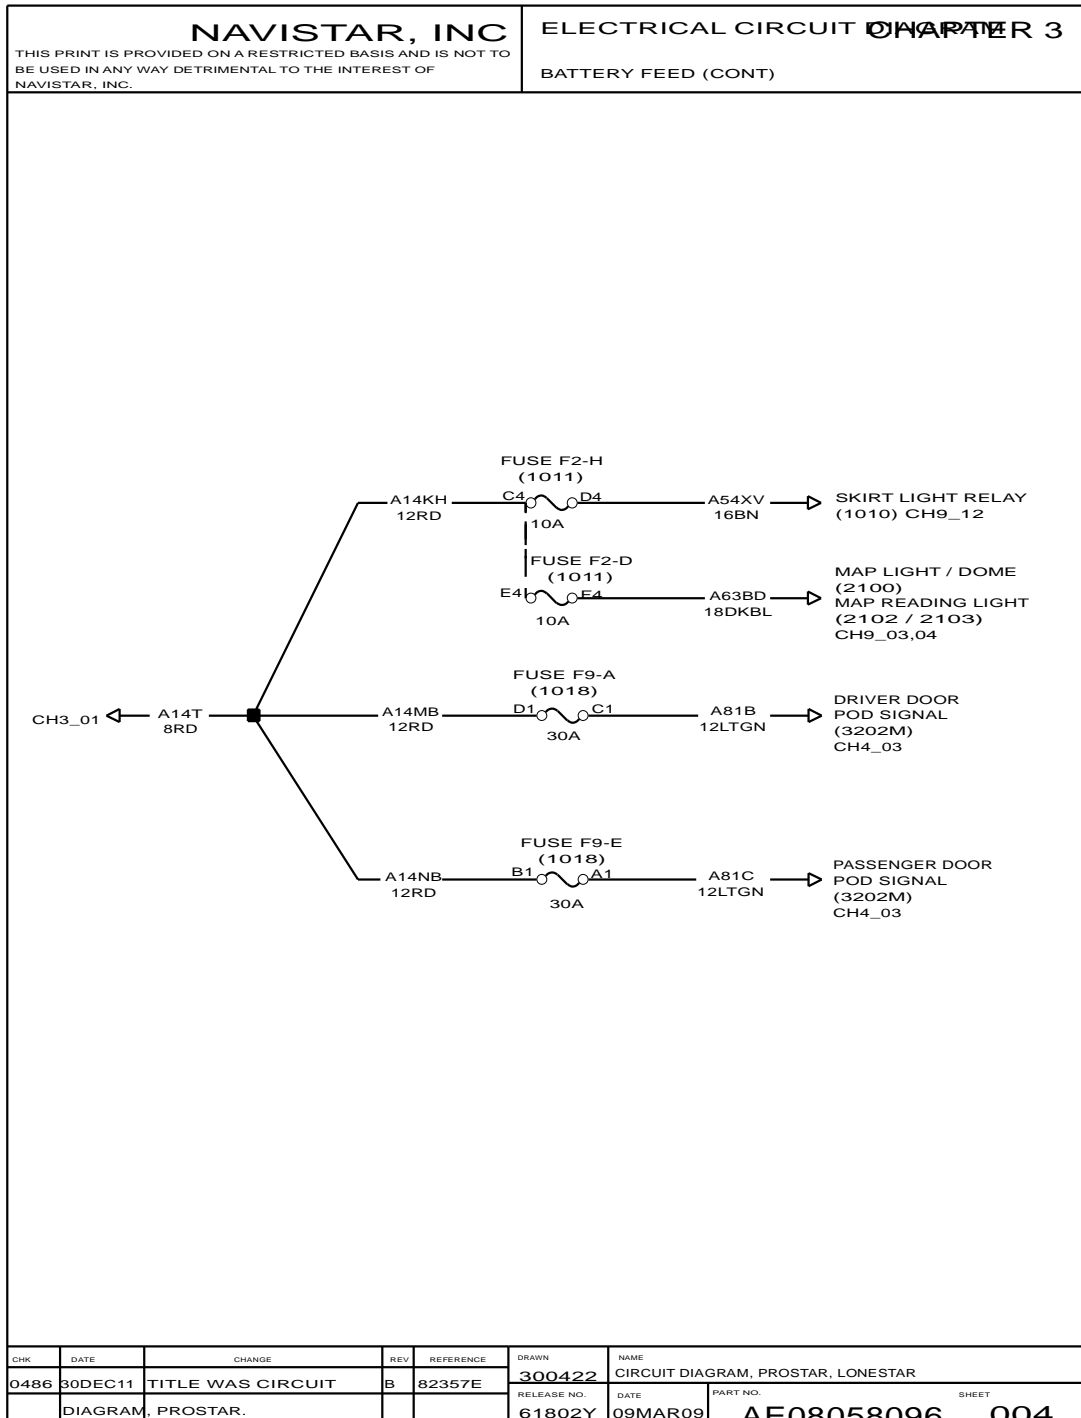 NAVISTAR, INC
THIS PRINT IS PROVIDED ON A RESTRICTED BASIS AND IS NOT TO
BE USED IN ANY WAY DETRIMENTAL TO THE INTEREST OF
NAVISTAR, INC.
ELECTRICAL CIRCUIT DIAGRAM
CHAPTER 3
BATTERY FEED (CONT)
FUSE F2-H
(1011)
A14KH
12RD
C4
D4
10A
A54XV
16BN
SKIRT LIGHT RELAY
(1010) CH9_12
FUSE F2-D
(1011)
E4
F4
10A
A63BD
18DKBL
MAP LIGHT / DOME
(2100)
MAP READING LIGHT
(2102 / 2103)
CH9_03,04
CH3_01
A14T
8RD
FUSE F9-A
(1018)
A14MB
12RD
D1
C1
30A
A81B
12LTGN
DRIVER DOOR
POD SIGNAL
(3202M)
CH4_03
FUSE F9-E
(1018)
A14NB
12RD
B1
A1
30A
A81C
12LTGN
PASSENGER DOOR
POD SIGNAL
(3202M)
CH4_03
CHK DATE CHANGE REV REFERENCE
0486 30DEC11 TITLE WAS CIRCUIT B 82357E
DIAGRAM, PROSTAR.
DRAWN
300422
NAME
CIRCUIT DIAGRAM, PROSTAR, LONESTAR
RELEASE NO.
61802Y
DATE
09MAR09
PART NO.
AE08058096
SHEET
004